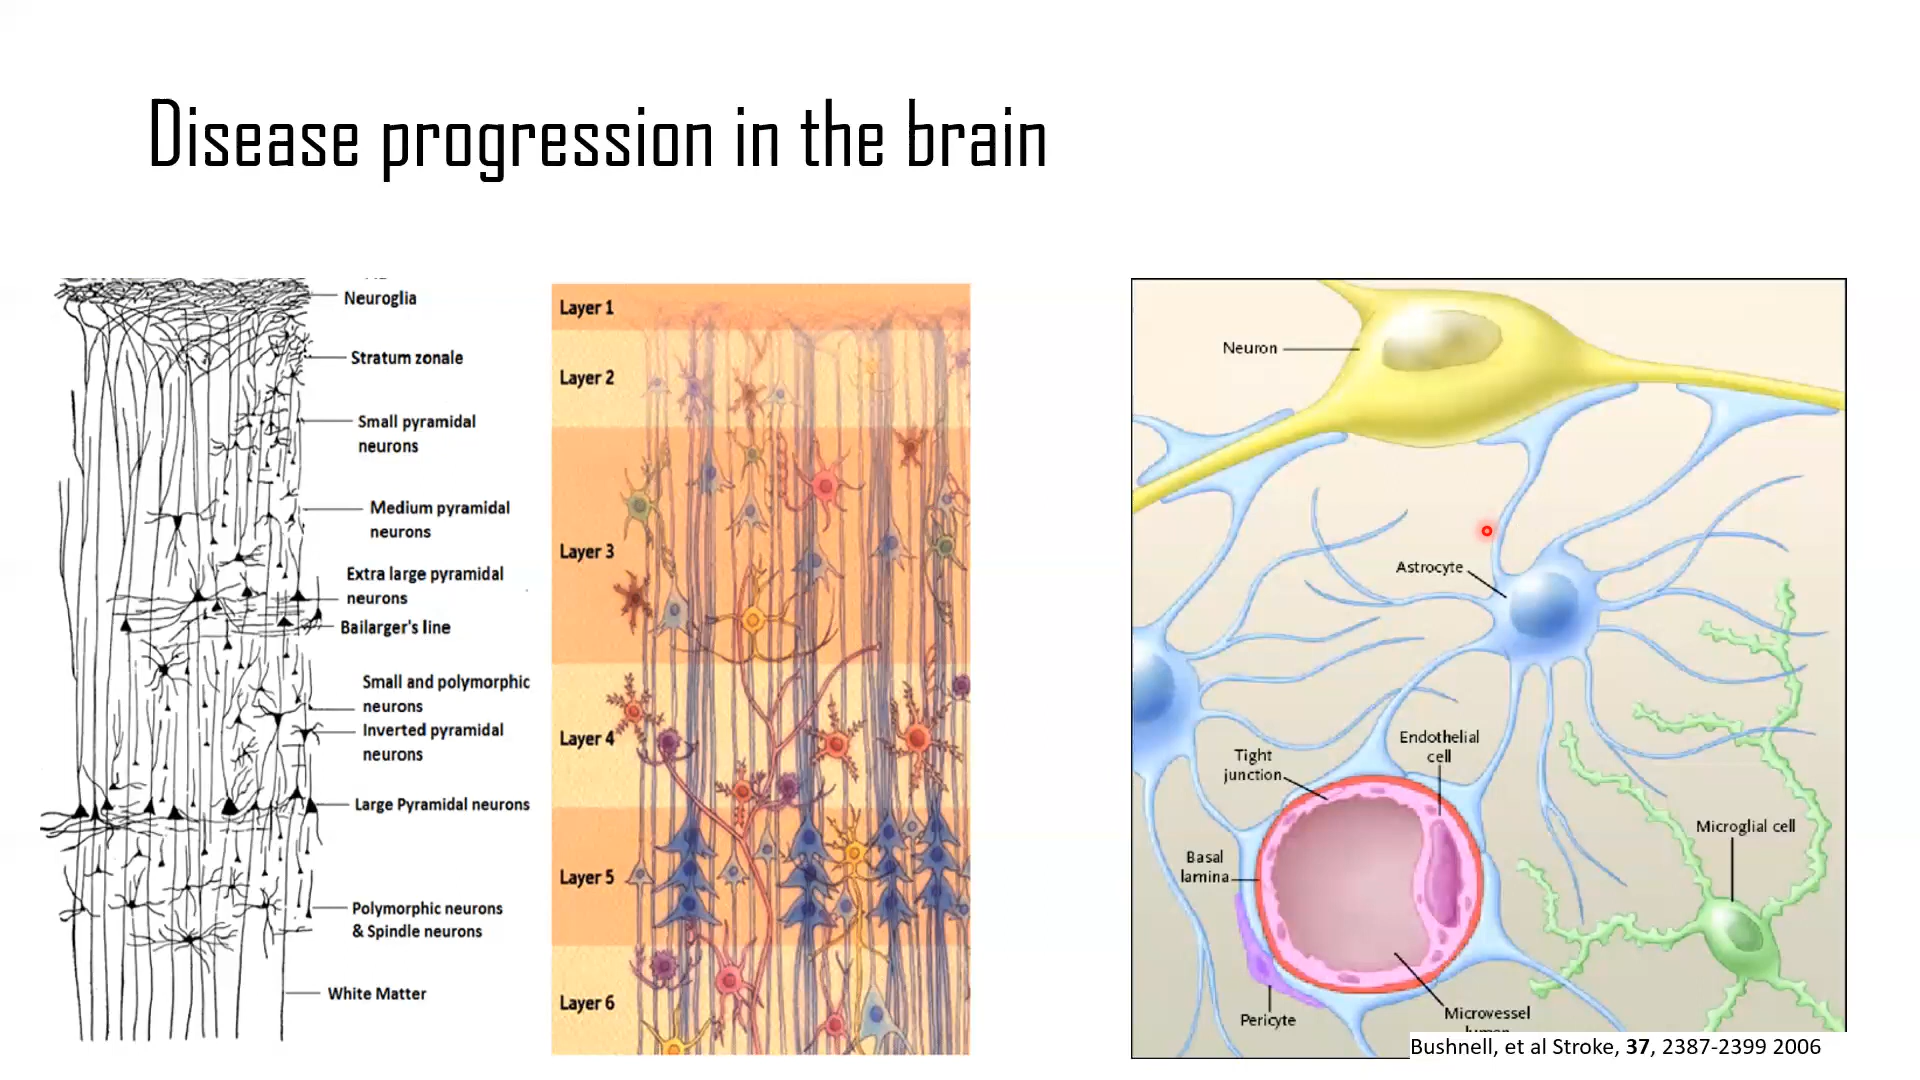 Disease progression in the brain
Neuroglia
Stratum zonale
Small pyramidal
neurons
Medium pyramidal
neurons
Extra large pyramidal
neurons
Bailarger's line
Small and polymorphic
neurons
Inverted pyramidal
neurons
Large Pyramidal neurons
Polymorphic neurons
& Spindle neurons
White Matter
Layer 1
Layer 2
Layer 3
Layer 4
Layer 5
Layer 6
Neuron
Astrocyte
Endothelial
cell
Tight
junction
Microglial cell
Basal
lamina
Pericyte
Microvessel
Bushnell, et al Stroke, 37, 2387-2399 2006